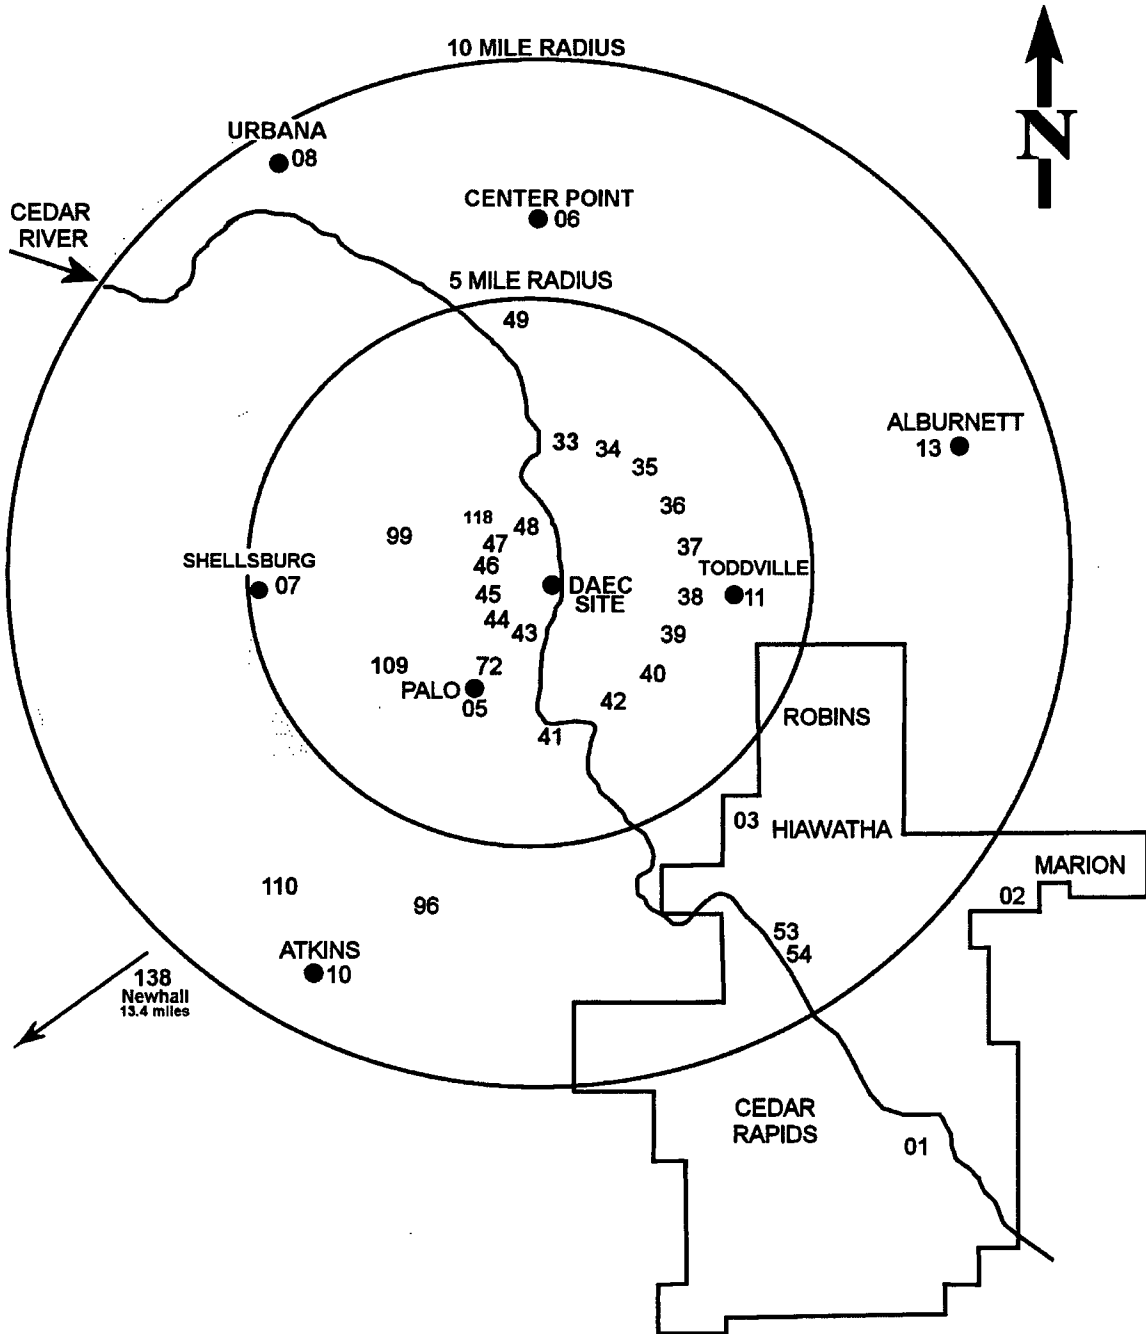 10 MILE RADIUS
N
URBANA
08
CEDAR
RIVER
CENTER POINT
06
5 MILE RADIUS
49
ALBURNETT
13
33
34
35
36
118
48
99
47
37
46
SHELLSBURG
07
TODDVILLE
DAEC
SITE
45
38
11
44
43
39
109
72
40
PALO
05
42
41
ROBINS
03
HIAWATHA
MARION
110
96
02
53
54
ATKINS
10
138
Newhall
13.4 miles
CEDAR
RAPIDS
01